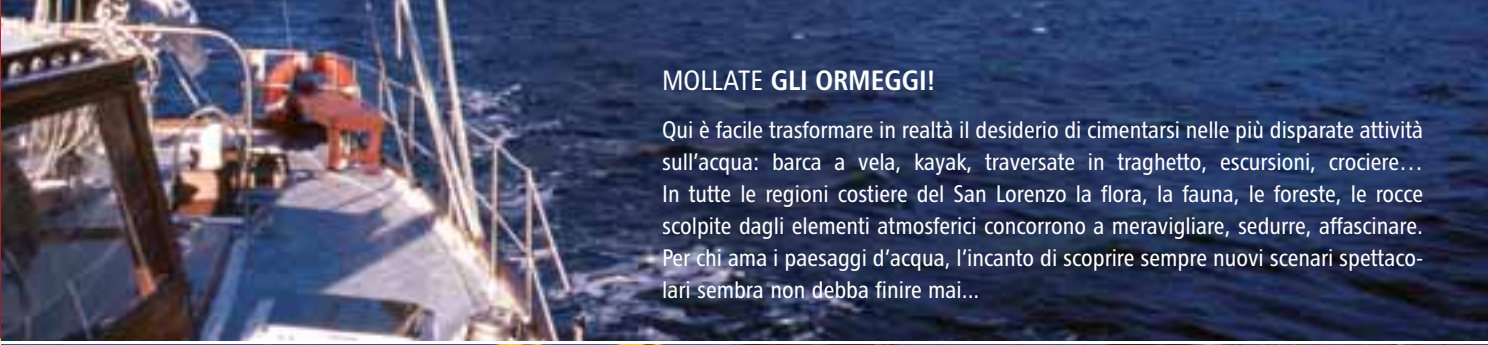 MOLLATE GLI ORMEGGI!
Qui è facile trasformare in realtà il desiderio di cimentarsi nelle più disparate attività
sull'acqua: barca a vela, kayak, traversate in traghetto, escursioni, crociere…
In tutte le regioni costiere del San Lorenzo la flora, la fauna, le foreste, le rocce
scolpite dagli elementi atmosferici concorrono a meravigliare, sedurre, affascinare.
Per chi ama i paesaggi d'acqua, l'incanto di scoprire sempre nuovi scenari spettaco-
lari sembra non debba finire mai...